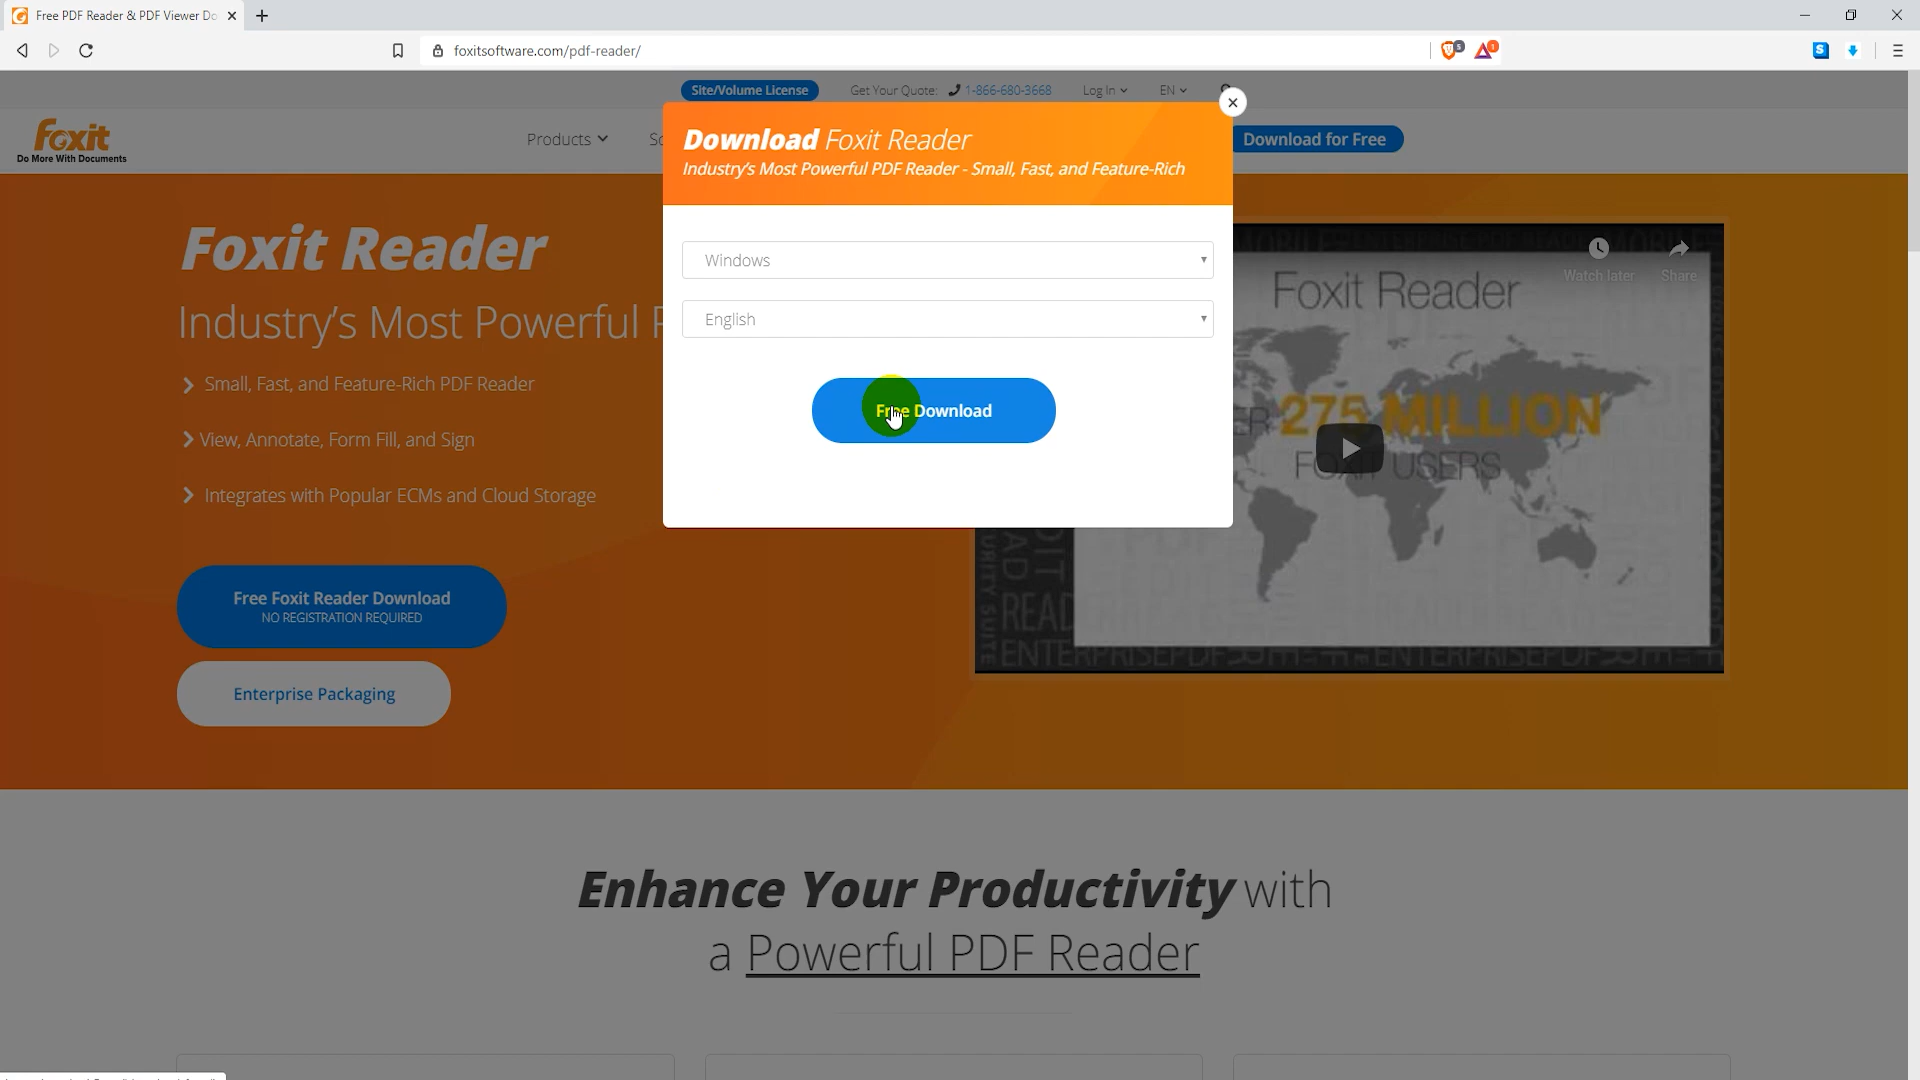 Free PDF Reader & PDF Viewer Do
foxitsoftware.com/pdf-reader/
5
1
S
Site/Volume License
Get Your Quote:
1-866-680-3668
Log In
EN
foxit
Do More With Documents
Products
So
Download for Free
Download Foxit Reader
Industry's Most Powerful PDF Reader - Small, Fast, and Feature-Rich
Windows
English
Free Download
Foxit Reader
Industry's Most Powerful
Small, Fast, and Feature-Rich PDF Reader
View, Annotate, Form Fill, and Sign
Integrates with Popular ECMs and Cloud Storage
Free Foxit Reader Download
NO REGISTRATION REQUIRED
Enterprise Packaging
Watch later
Share
Foxit Reader
ER 275 MILLION
FOXIT USERS
Enhance Your Productivity with
a Powerful PDF Reader